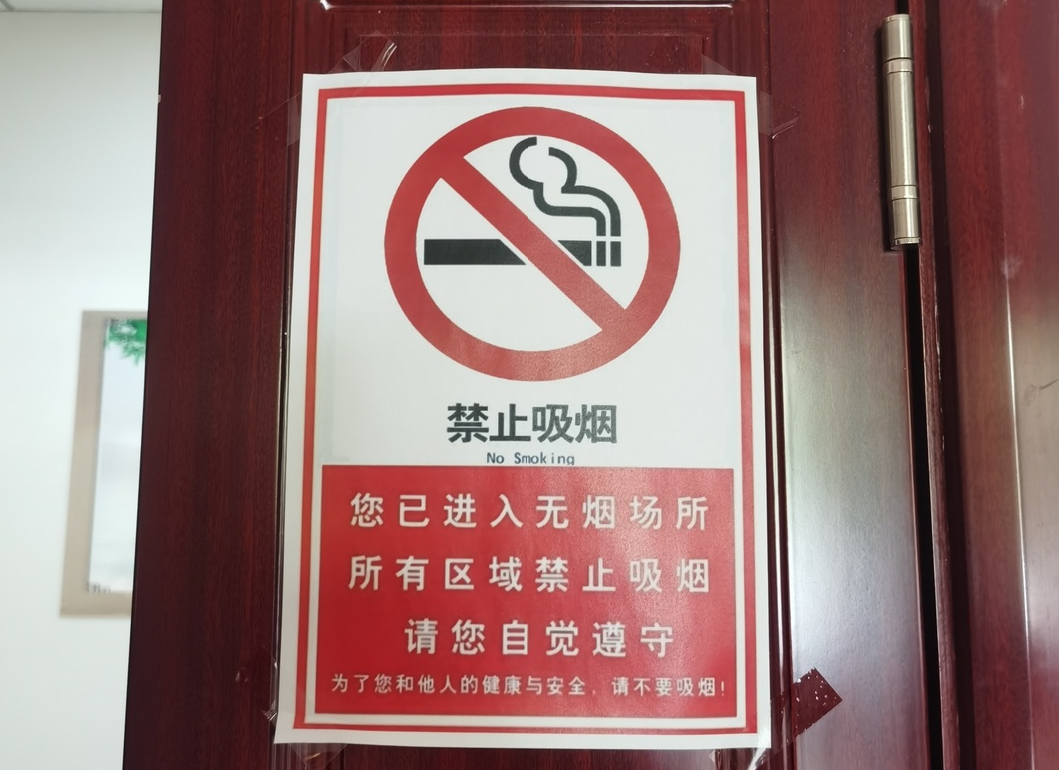 禁止吸烟
No Smoking
您已进入无烟场所
所有区域禁止吸烟
请您自觉遵守
为了您和他人的健康与安全，请不要吸烟！